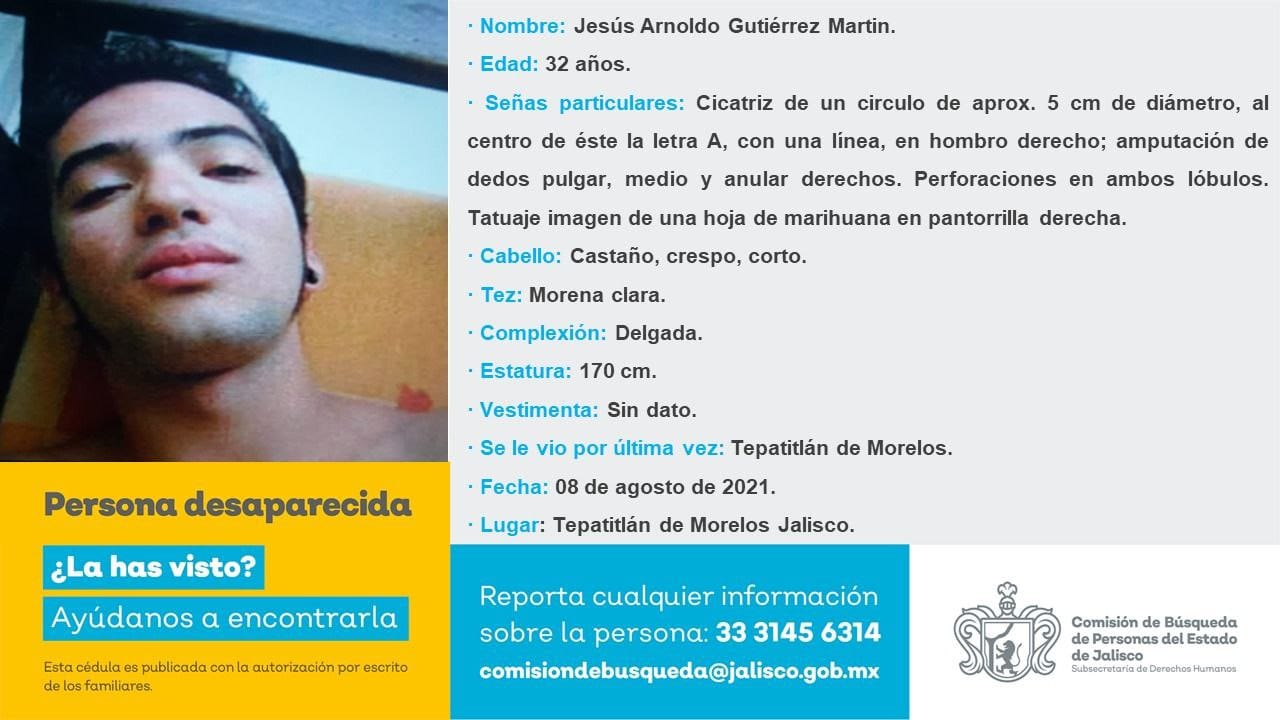 · Nombre: Jesús Arnoldo Gutiérrez Martin.
· Edad: 32 años.
· Señas particulares: Cicatriz de un circulo de aprox. 5 cm de diámetro, al
centro de éste la letra A, con una línea, en hombro derecho; amputación de
dedos pulgar, medio y anular derechos. Perforaciones en ambos lóbulos.
Tatuaje imagen de una hoja de marihuana en pantorrilla derecha.
· Cabello: Castaño, crespo, corto.
· Tez: Morena clara.
· Complexión: Delgada.
· Estatura: 170 cm.
· Vestimenta: Sin dato.
· Se le vio por última vez: Tepatitlán de Morelos.
· Fecha: 08 de agosto de 2021.
· Lugar: Tepatitlán de Morelos Jalisco.
Persona desaparecida
¿La has visto?
Ayúdanos a encontrarla
Esta cédula es publicada con la autorización por escrito
de los familiares.
Reporta cualquier información
sobre la persona: 33 3145 6314
comisiondebusqueda@jalisco.gob.mx
Comisión de Búsqueda
de Personas del Estado
de Jalisco
Subsecretaría de Derechos Humanos